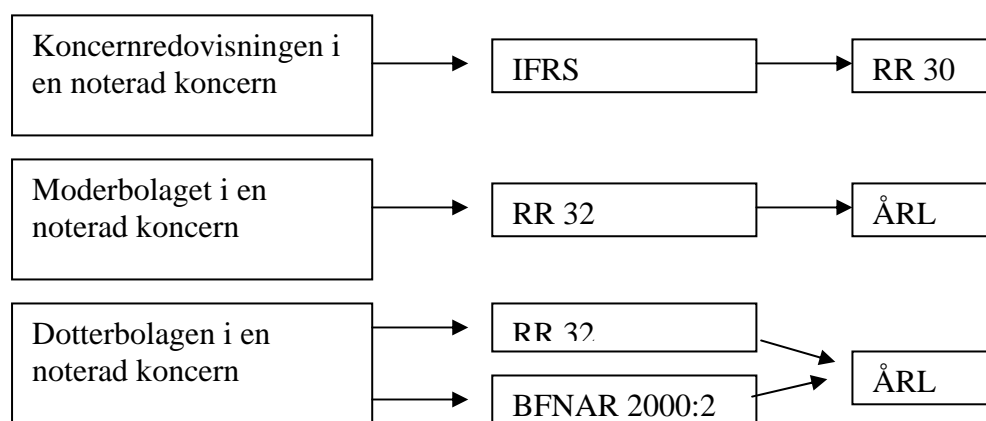 Koncernredovisningen i
en noterad koncern
IFRS
RR 30
Moderbolaget i en
noterad koncern
RR 32
ÅRL
Dotterbolagen i en
noterad koncern
RR 32
BFNAR 2000:2
ÅRL